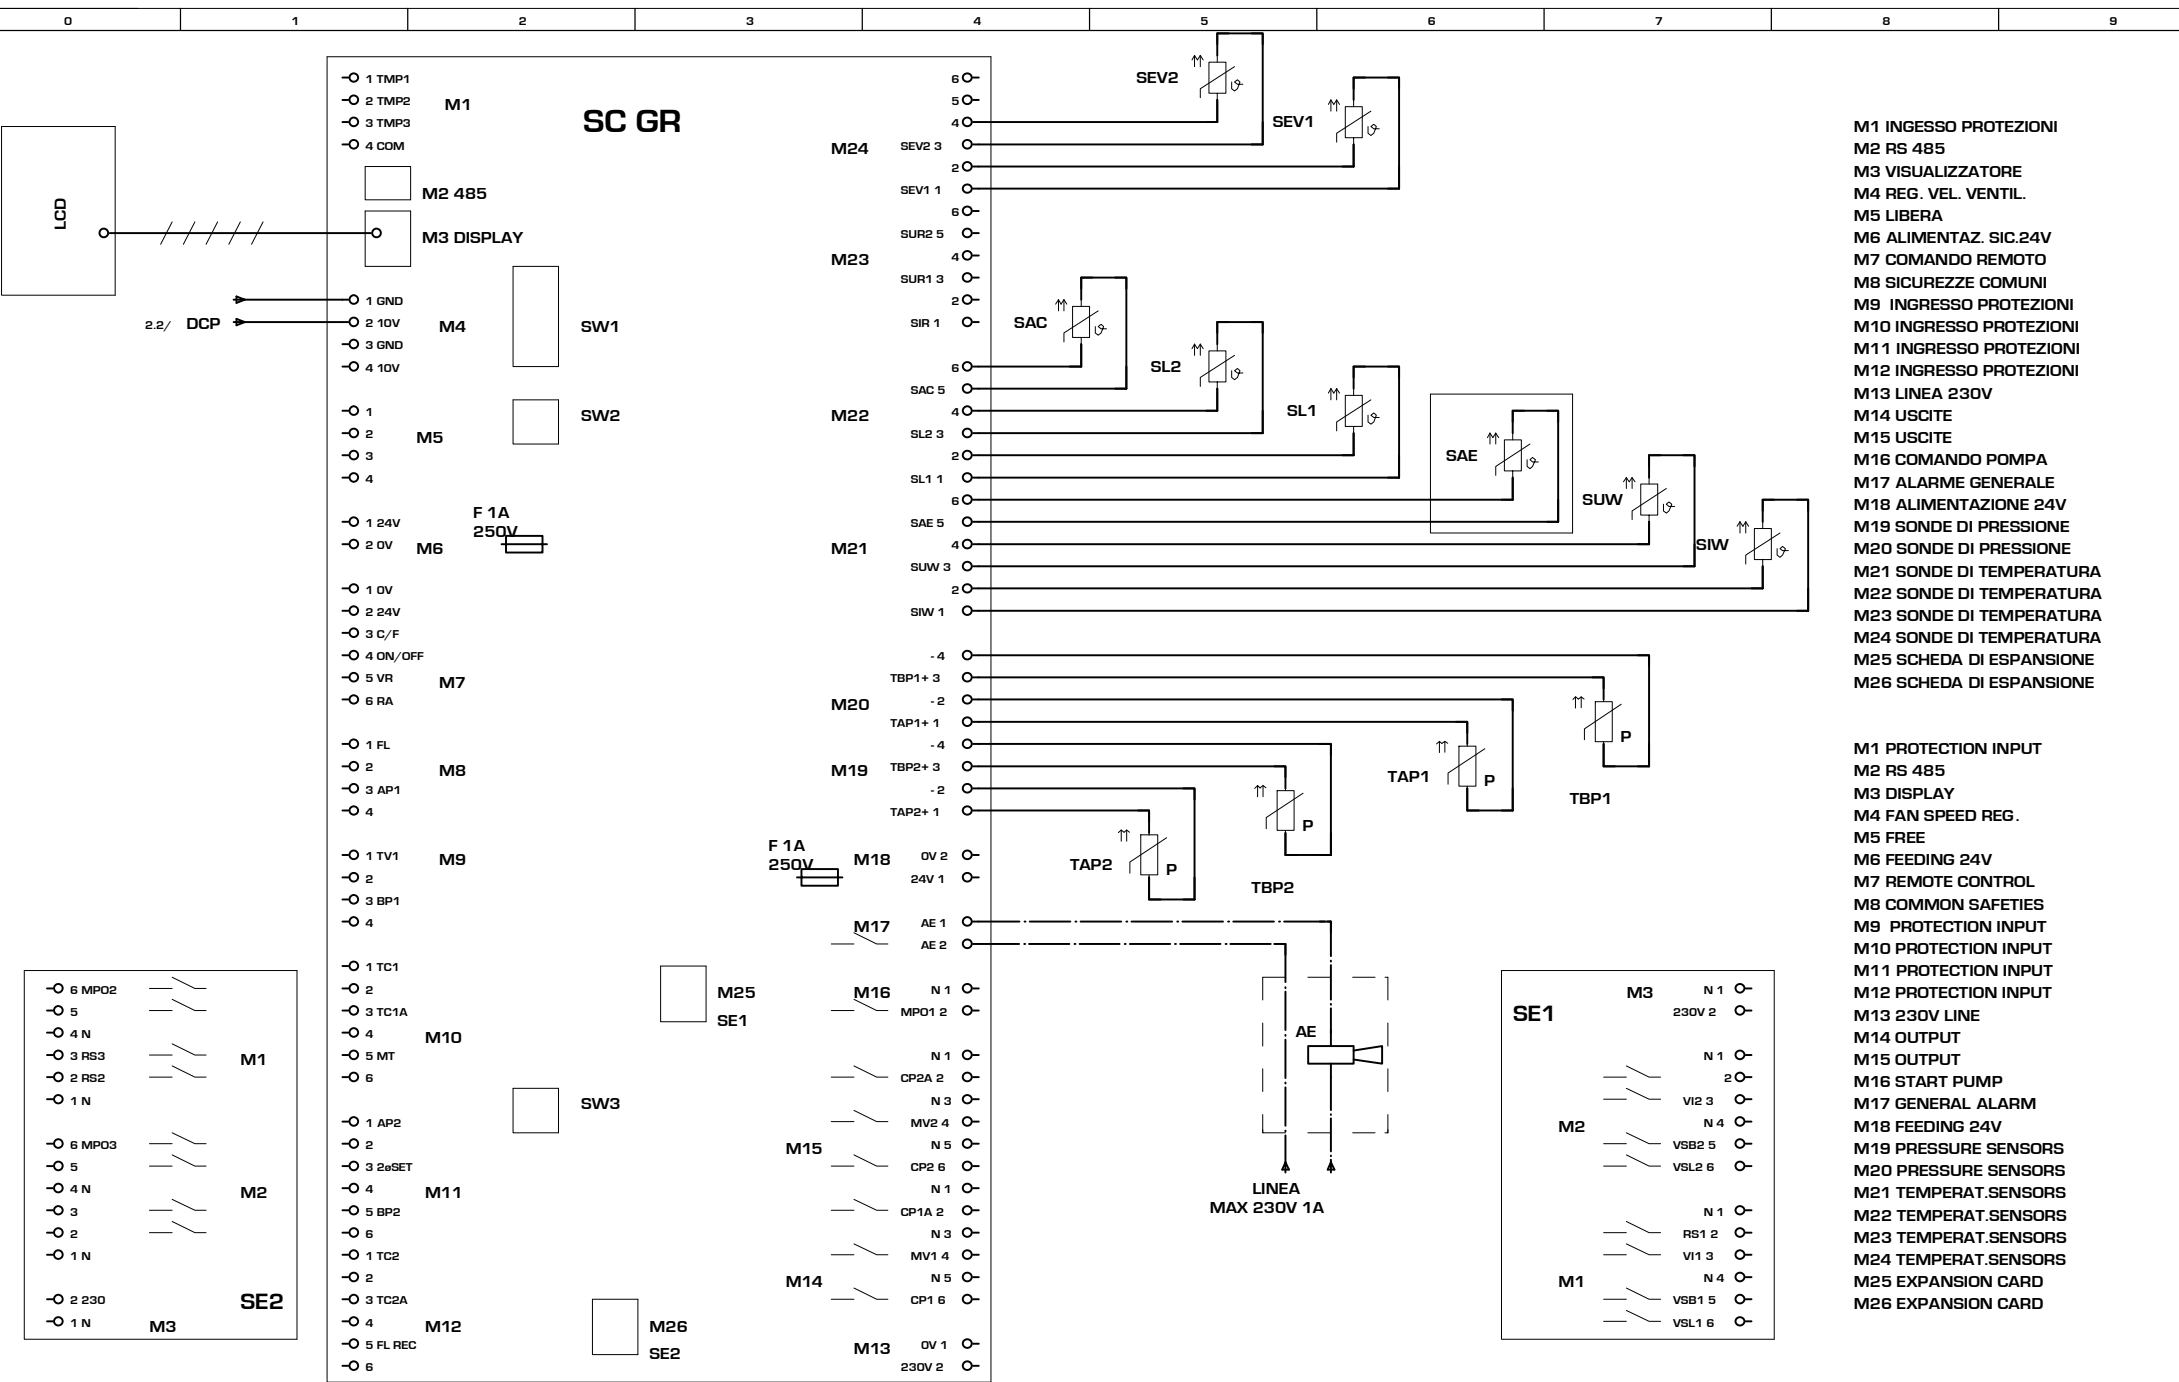 0 1 2 3 4 5 6 7 8 9
LCD
2.2/ DCP
SC GR
1 TMP1
2 TMP2
3 TMP3
4 COM
M1
M2 485
M3 DISPLAY
1 GND
2 10V
3 GND
4 10V
M4
SW1
1
2
3
4
M5
SW2
1 24V
2 0V
M6
F 1A
250V
1 0V
2 24V
3 C/F
4 ON/OFF
5 VR
6 RA
M7
1 FL
2
3 AP1
4
M8
1 TV1
2
3 BP1
4
M9
1 TC1
2
3 TC1A
4
5 MT
6
M10
1 AP2
2
3 2øSET
4
5 BP2
6
M11
1 TC2
2
3 TC2A
4
5 FL REC
6
M12
M25
SE1
SW3
M26
SE2
6
5
4
SEV2 3
2
SEV1 1
M24
6
SUR2 5
4
SUR1 3
2
SIR 1
M23
6
SAC 5
4
SL2 3
2
SL1 1
M22
6
SAE 5
4
SUW 3
2
SIW 1
M21
- 4
TBP1+ 3
- 2
TAP1+ 1
M20
- 4
TBP2+ 3
- 2
TAP2+ 1
M19
F 1A
250V
M18
0V 2
24V 1
M17
AE 1
AE 2
M16
N 1
MPO1 2
N 1
CP2A 2
N 3
MV2 4
N 5
CP2 6
M15
N 1
CP1A 2
N 3
MV1 4
N 5
CP1 6
M14
M13
0V 1
230V 2
SEV2
SEV1
SAC
SL2
SL1
SAE
SUW
SIW
TBP1
P
TAP1
P
TBP2
P
TAP2
P
AE
LINEA
MAX 230V 1A
6 MPO2
5
4 N
3 RS3
2 RS2
1 N
M1
6 MPO3
5
4 N
3
2
1 N
M2
2 230
1 N
M3
SE2
SE1
M3
N 1
230V 2
N 1
2
VI2 3
N 4
VSB2 5
VSL2 6
M2
N 1
RS1 2
VI1 3
N 4
VSB1 5
VSL1 6
M1
M1 INGESSO PROTEZIONI
M2 RS 485
M3 VISUALIZZATORE
M4 REG. VEL. VENTIL.
M5 LIBERA
M6 ALIMENTAZ. SIC.24V
M7 COMANDO REMOTO
M8 SICUREZZE COMUNI
M9 INGRESSO PROTEZIONI
M10 INGRESSO PROTEZIONI
M11 INGRESSO PROTEZIONI
M12 INGRESSO PROTEZIONI
M13 LINEA 230V
M14 USCITE
M15 USCITE
M16 COMANDO POMPA
M17 ALARME GENERALE
M18 ALIMENTAZIONE 24V
M19 SONDE DI PRESSIONE
M20 SONDE DI PRESSIONE
M21 SONDE DI TEMPERATURA
M22 SONDE DI TEMPERATURA
M23 SONDE DI TEMPERATURA
M24 SONDE DI TEMPERATURA
M25 SCHEDA DI ESPANSIONE
M26 SCHEDA DI ESPANSIONE
M1 PROTECTION INPUT
M2 RS 485
M3 DISPLAY
M4 FAN SPEED REG.
M5 FREE
M6 FEEDING 24V
M7 REMOTE CONTROL
M8 COMMON SAFETIES
M9 PROTECTION INPUT
M10 PROTECTION INPUT
M11 PROTECTION INPUT
M12 PROTECTION INPUT
M13 230V LINE
M14 OUTPUT
M15 OUTPUT
M16 START PUMP
M17 GENERAL ALARM
M18 FEEDING 24V
M19 PRESSURE SENSORS
M20 PRESSURE SENSORS
M21 TEMPERAT.SENSORS
M22 TEMPERAT.SENSORS
M23 TEMPERAT.SENSORS
M24 TEMPERAT.SENSORS
M25 EXPANSION CARD
M26 EXPANSION CARD